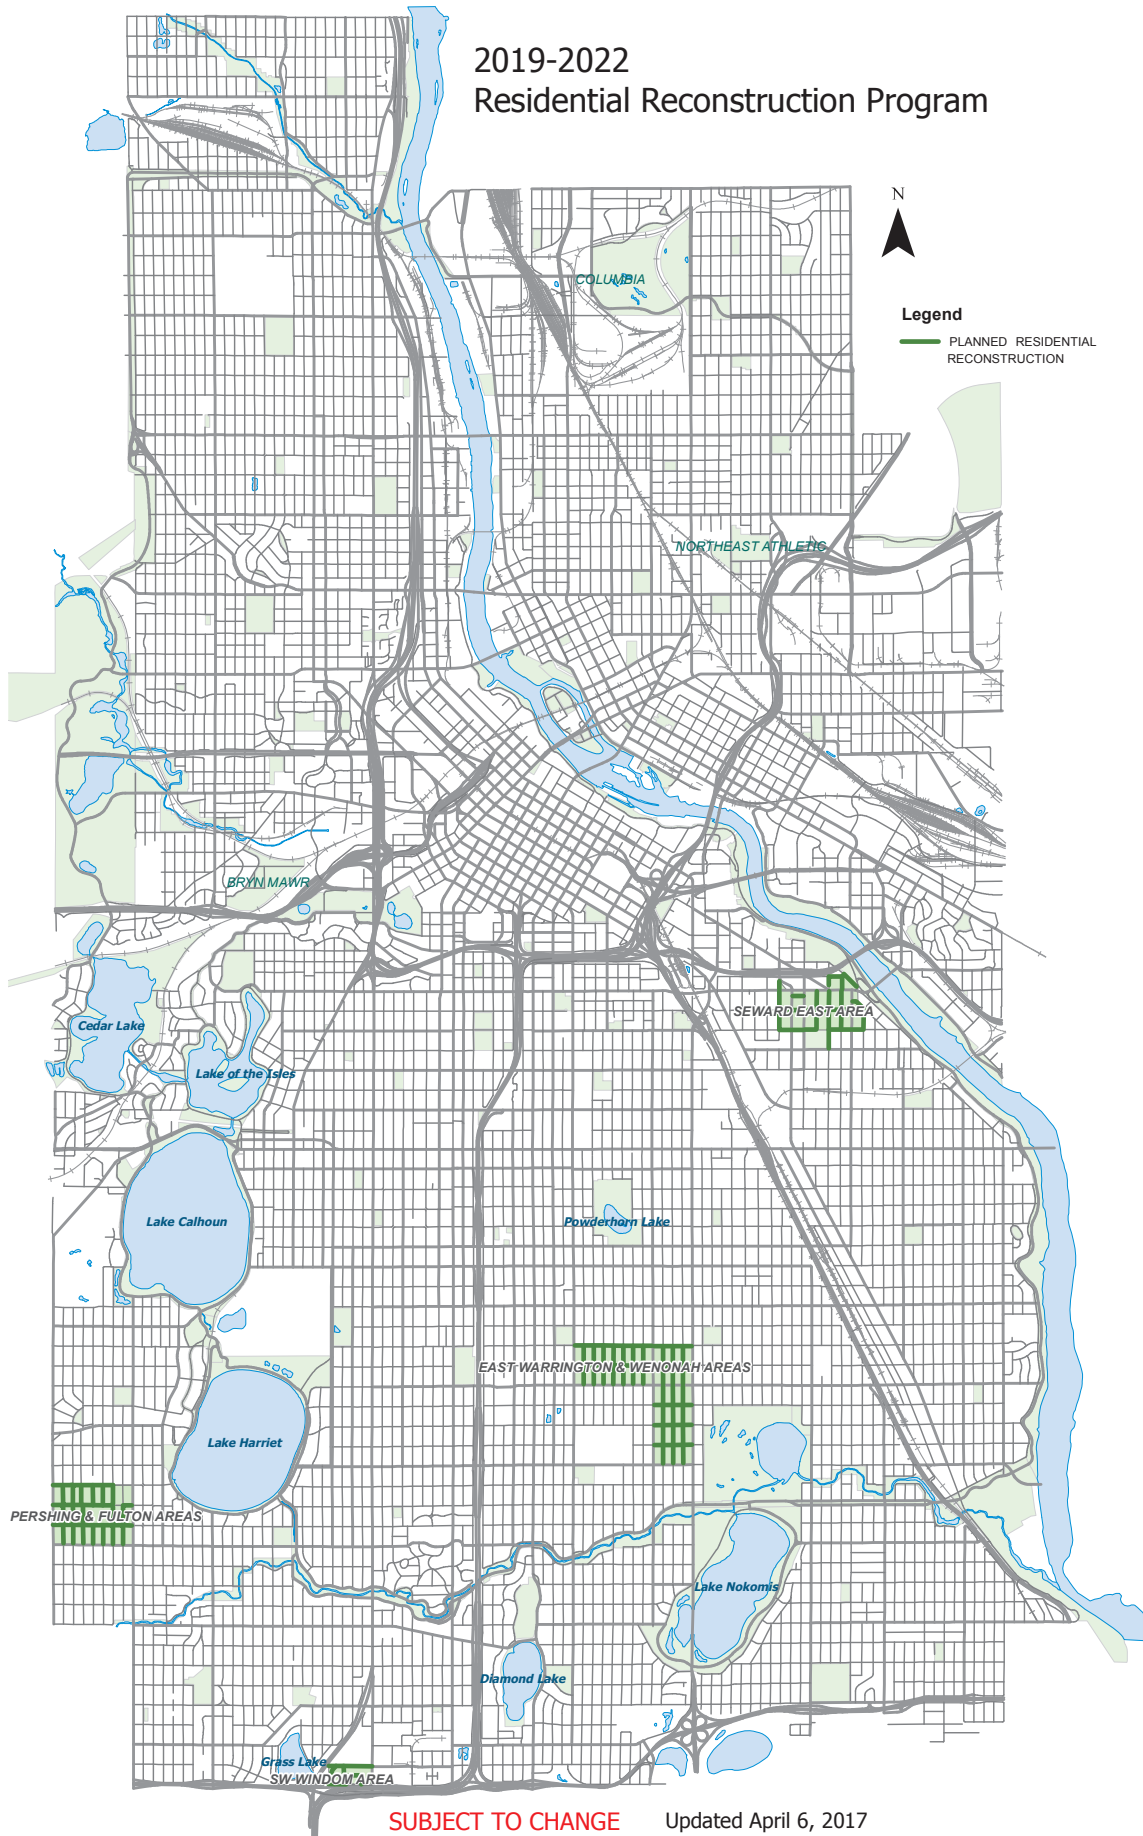 2019-2022
Residential Reconstruction Program
N
COLUMBIA
Legend
PLANNED RESIDENTIAL
RECONSTRUCTION
NORTHEAST ATHLETIC
BRYN MAWR
SEWARD EAST AREA
Cedar Lake
Lake of the Isles
Lake Calhoun
Powderhorn Lake
EAST WARRINGTON & WENONAH AREAS
Lake Harriet
PERSHING & FULTON AREAS
Lake Nokomis
Diamond Lake
Grass Lake
SW WINDOM AREA
SUBJECT TO CHANGE Updated April 6, 2017